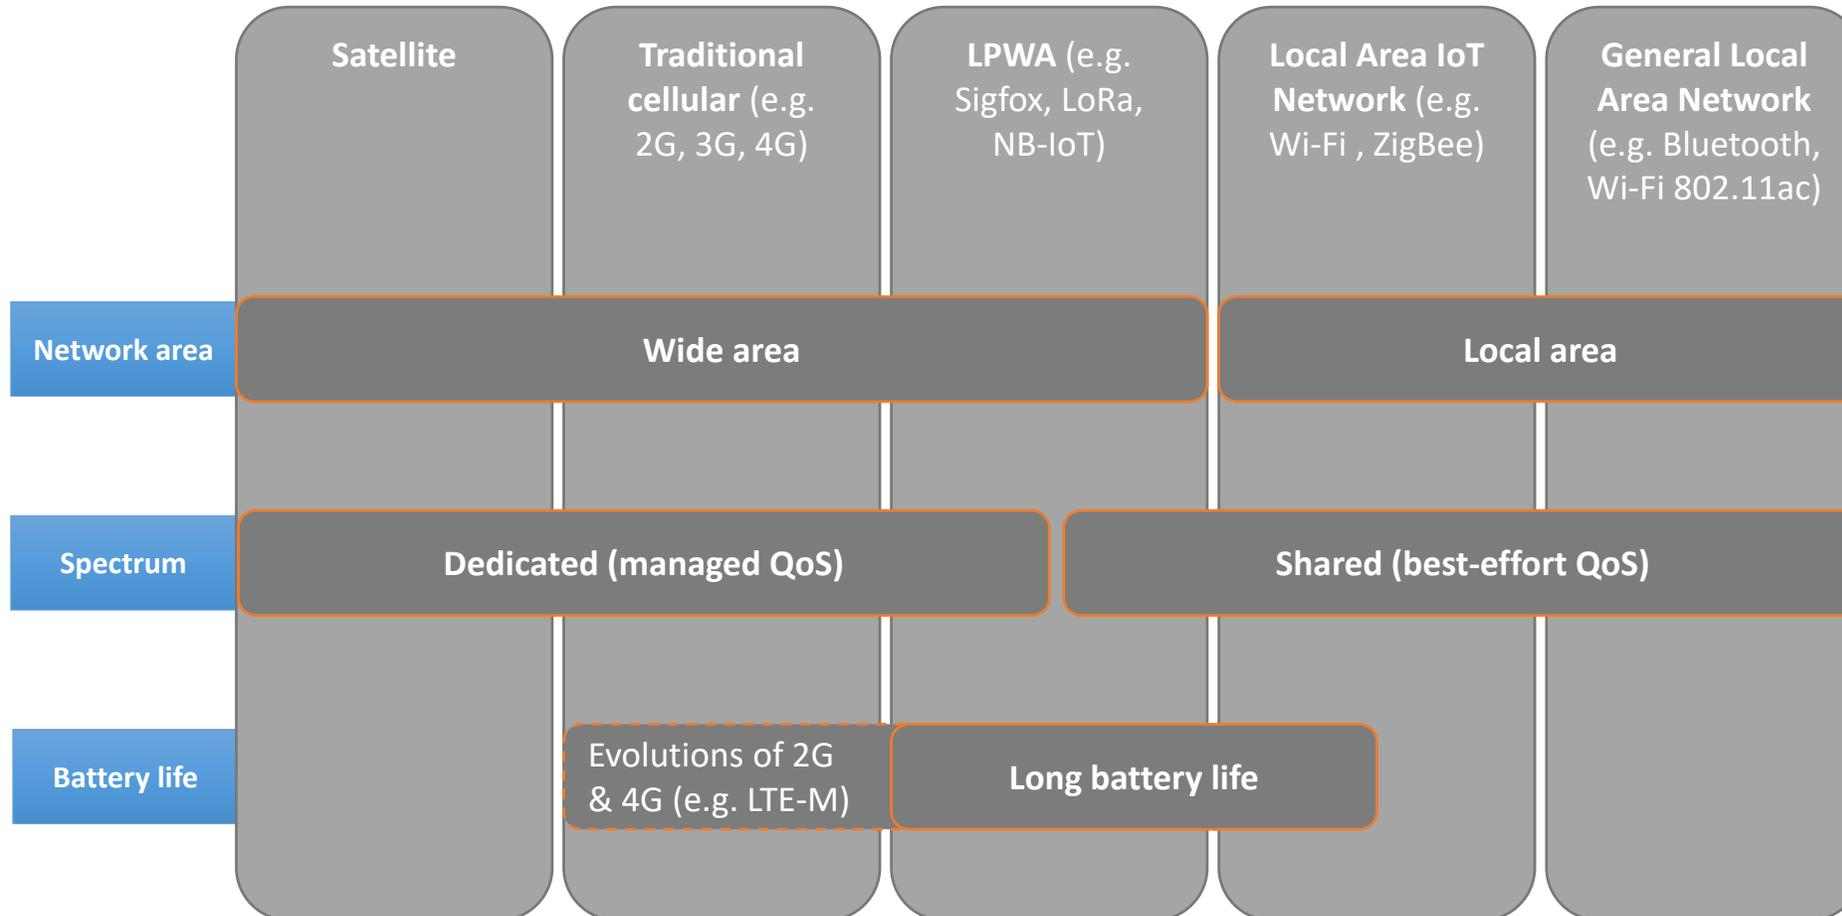 Satellite
Traditional
cellular (e.g.
2G, 3G, 4G)
LPWA (e.g.
Sigfox, LoRa,
NB-IoT)
Local Area IoT
Network (e.g.
Wi-Fi , ZigBee)
General Local
Area Network
(e.g. Bluetooth,
Wi-Fi 802.11ac)
Network area
Wide area
Local area
Spectrum
Dedicated (managed QoS)
Shared (best-effort QoS)
Battery life
Evolutions of 2G
& 4G (e.g. LTE-M)
Long battery life